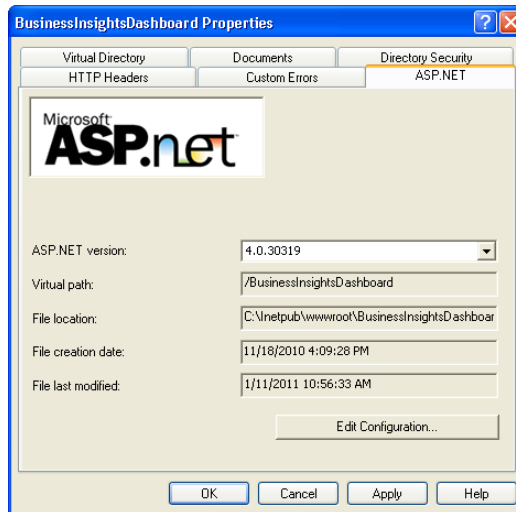 BusinessInsightsDashboard Properties
Virtual Directory Documents Directory Security
HTTP Headers Custom Errors ASP.NET
Microsoft
ASP.net
ASP.NET version: 4.0.30319
Virtual path: /BusinessInsightsDashboard
File location: C:\Inetpub\wwwroot\BusinessInsightsDashboar
File creation date: 11/18/2010 4:09:28 PM
File last modified: 1/11/2011 10:56:33 AM
Edit Configuration...
OK Cancel Apply Help